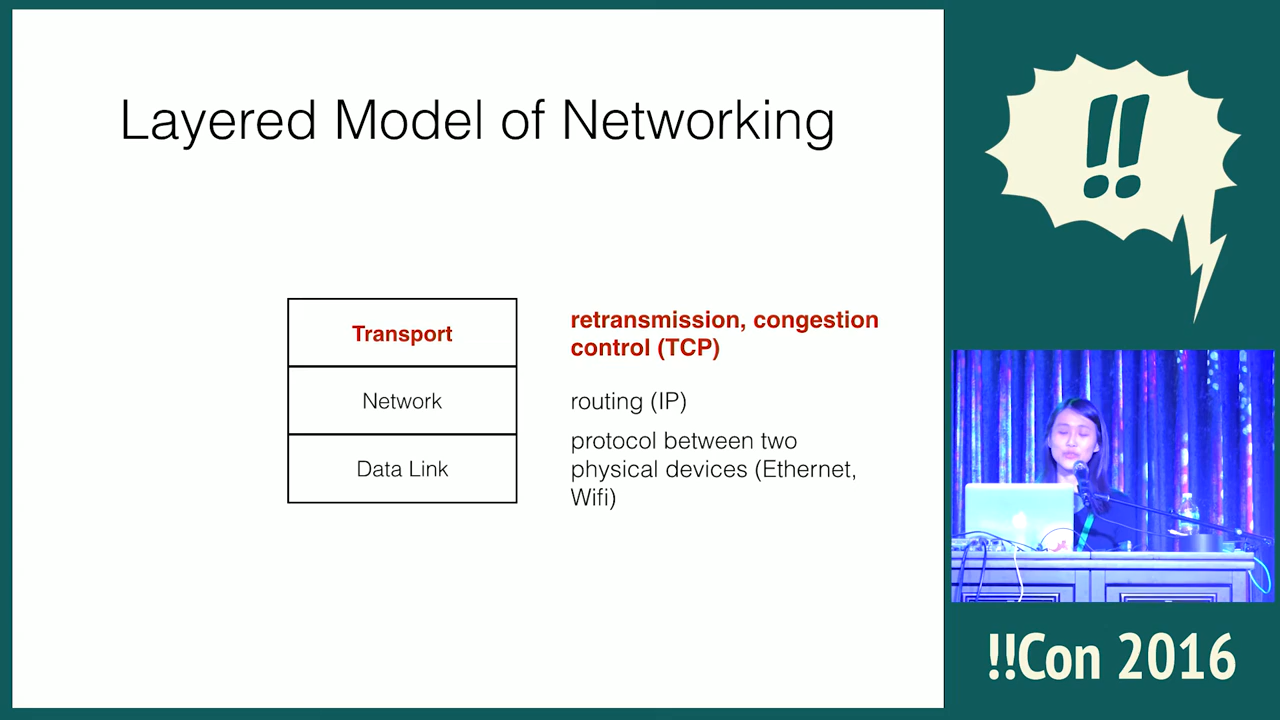 Layered Model of Networking
Transport
retransmission, congestion
control (TCP)
Network
routing (IP)
Data Link
protocol between two
physical devices (Ethernet,
Wifi)
!!
!!Con 2016